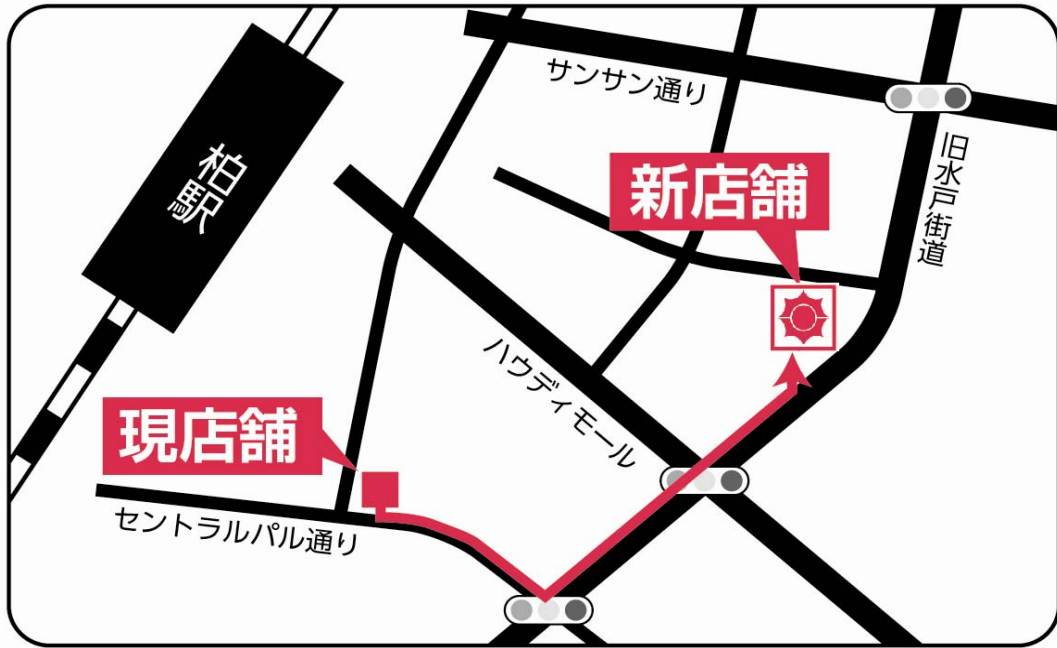 サンサン通り
柏駅
旧水戸街道
新店舗
ハウディモール
現店舗
セントラルパル通り